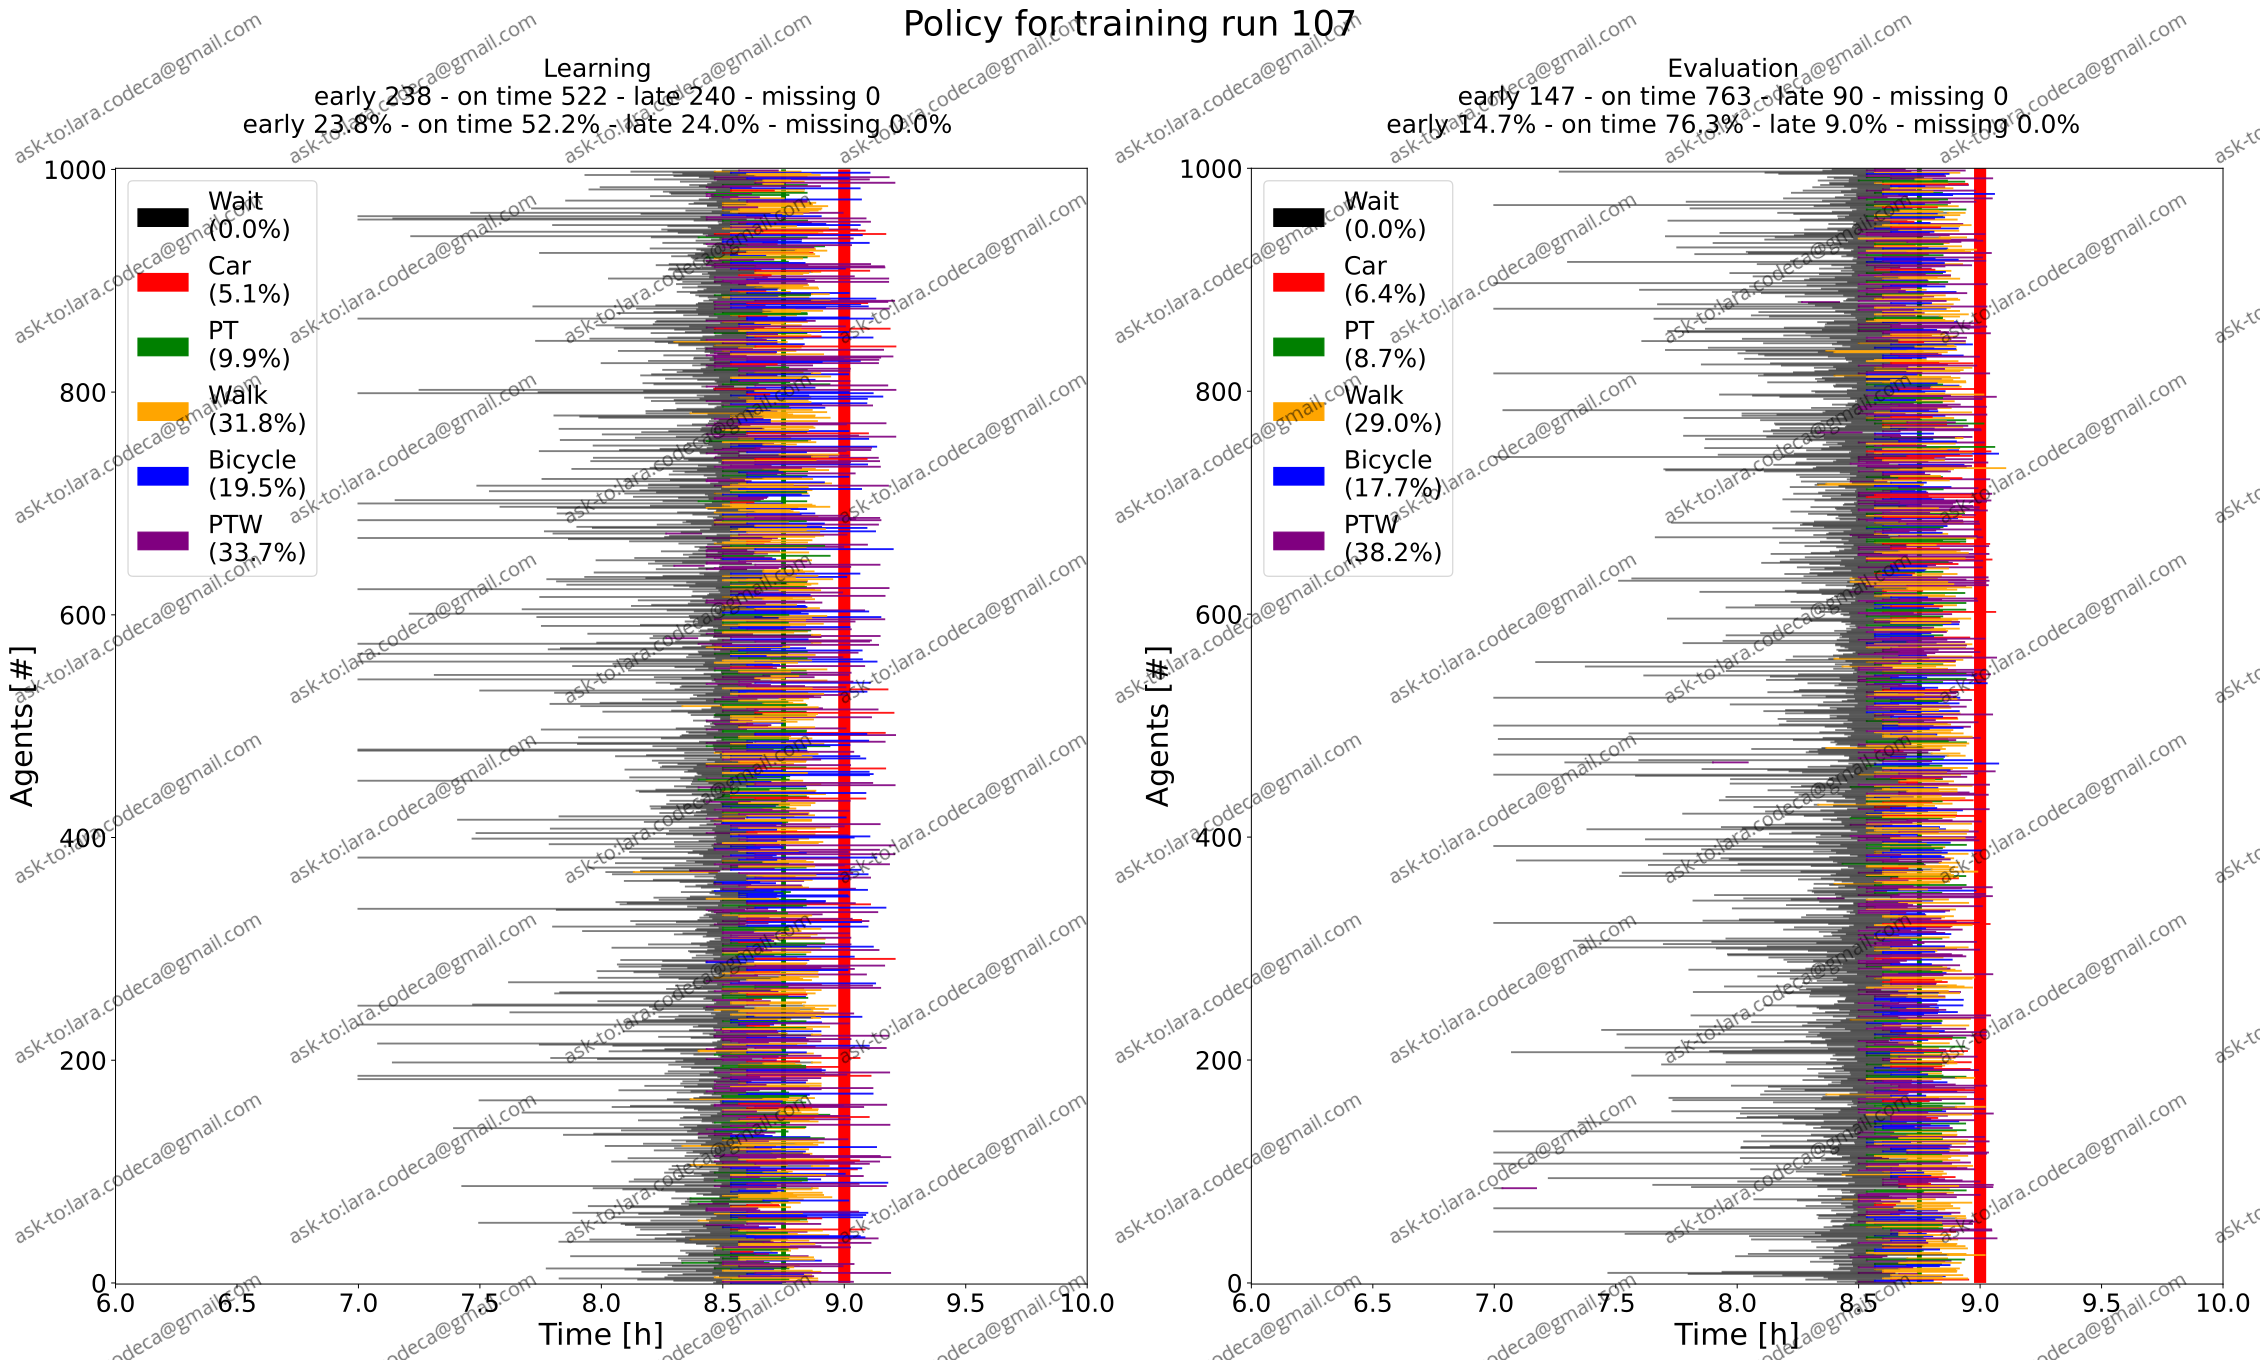 Policy for training run 107
Learning
early 238 - on time 522 - late 240 - missing 0
early 23.8% - on time 52.2% - late 24.0% - missing 0.0%
1000
800
600
400
200
0
Agents [#]
Wait
(0.0%)
Car
(5.1%)
PT
(9.9%)
Walk
(31.8%)
Bicycle
(19.5%)
PTW
(33.7%)
6.0 6.5 7.0 7.5 8.0 8.5 9.0 9.5 10.0
Time [h]
Evaluation
early 147 - on time 763 - late 90 - missing 0
early 14.7% - on time 76.3% - late 9.0% - missing 0.0%
1000
800
600
400
200
0
Agents [#]
Wait
(0.0%)
Car
(6.4%)
PT
(8.7%)
Walk
(29.0%)
Bicycle
(17.7%)
PTW
(38.2%)
6.0 6.5 7.0 7.5 8.0 8.5 9.0 9.5 10.0
Time [h]
ask-to:lara.codeca@gmail.com